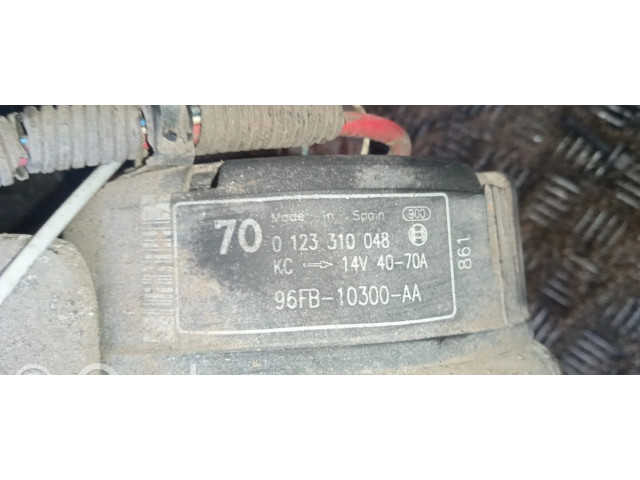 Made in Spain 900
70 0 123 310 048
KC 14V 40-70A
96FB-10300-AA
861